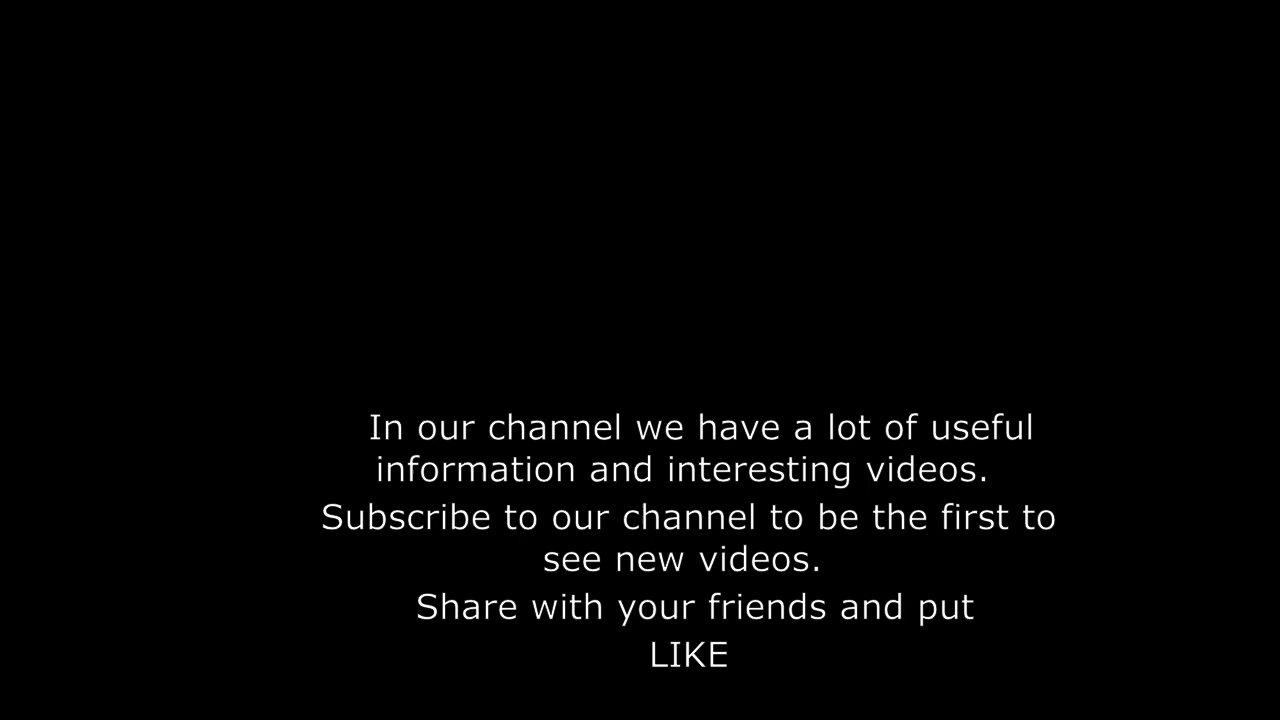 In our channel we have a lot of useful
information and interesting videos.
Subscribe to our channel to be the first to
see new videos.
Share with your friends and put
LIKE